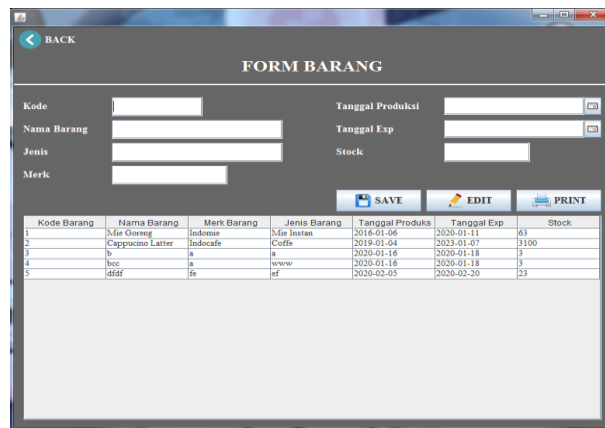 BACK
FORM BARANG
Kode Tanggal Produksi
Nama Barang Tanggal Exp
Jenis Stock
Merk
SAVE EDIT PRINT
Kode Barang Nama Barang Merk Barang Jenis Barang Tanggal Produks Tanggal Exp Stock
1 Mie Goreng Indomie Mie Instan 2016-01-06 2020-01-11 63
2 Cappucino Latter Indocafe Coffe 2019-01-04 2023-01-07 3100
3 b a a 2020-01-16 2020-01-18 3
4 bcc a www 2020-01-16 2020-01-18 3
5 dfdf fe ef 2020-02-05 2020-02-20 23